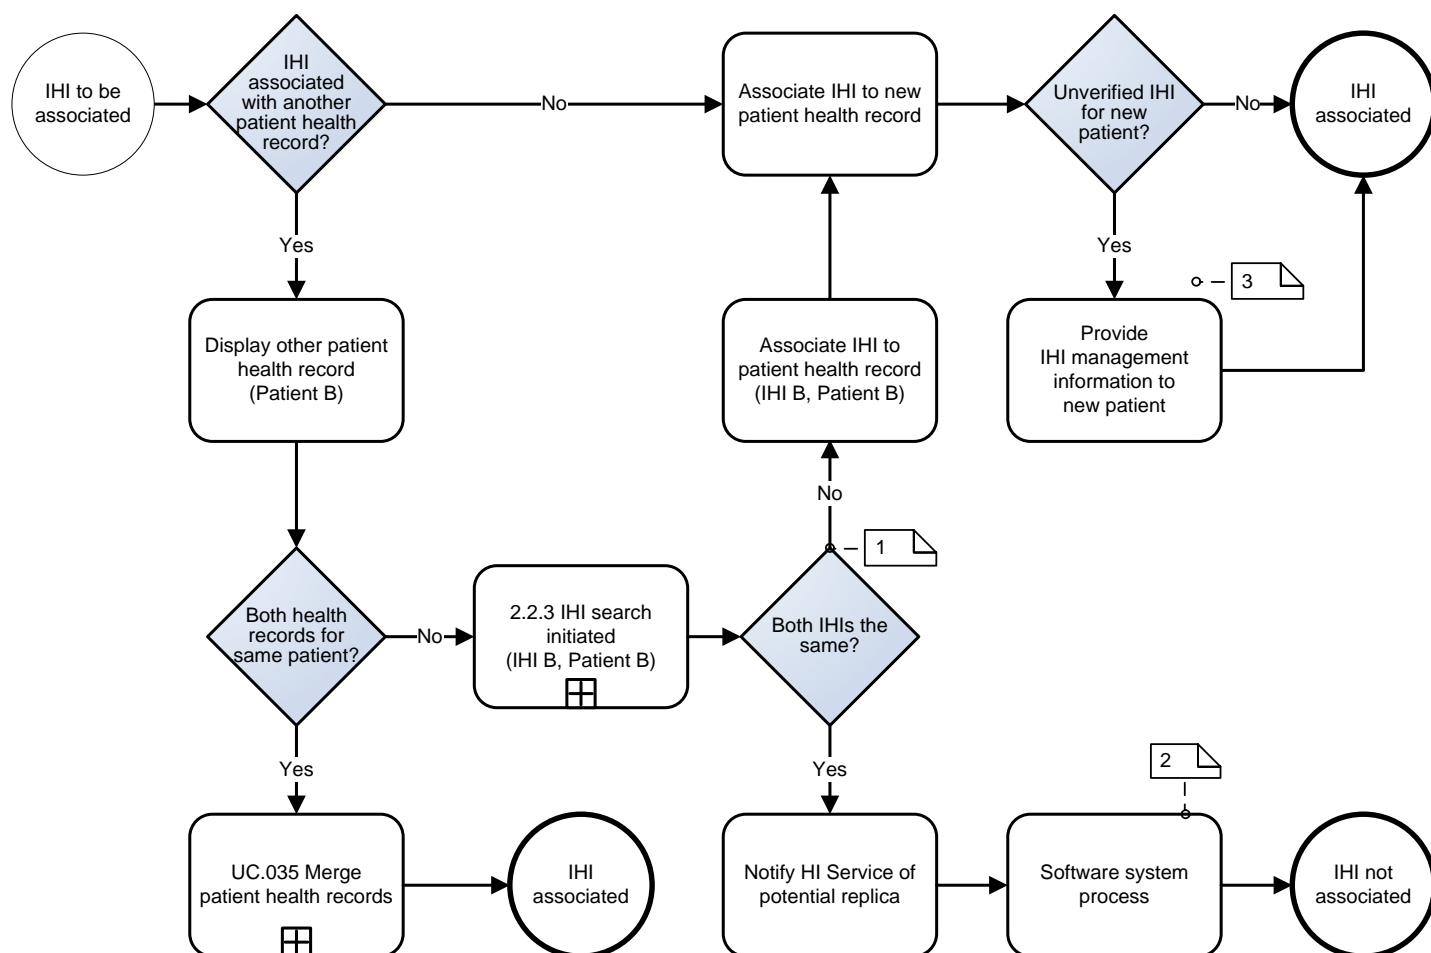 IHI to be
associated
IHI
associated
with another
patient health
record?
No
Associate IHI to new
patient health record
Unverified IHI
for new
patient?
No
IHI
associated
Yes
Yes
3
Display other patient
health record
(Patient B)
Associate IHI to
patient health record
(IHI B, Patient B)
Provide
IHI management
information to
new patient
No
1
Both health
records for
same patient?
No
2.2.3 IHI search
initiated
(IHI B, Patient B)
Both IHIs the
same?
Yes
Yes
2
UC.035 Merge
patient health records
IHI
associated
Notify HI Service of
potential replica
Software system
process
IHI not
associated